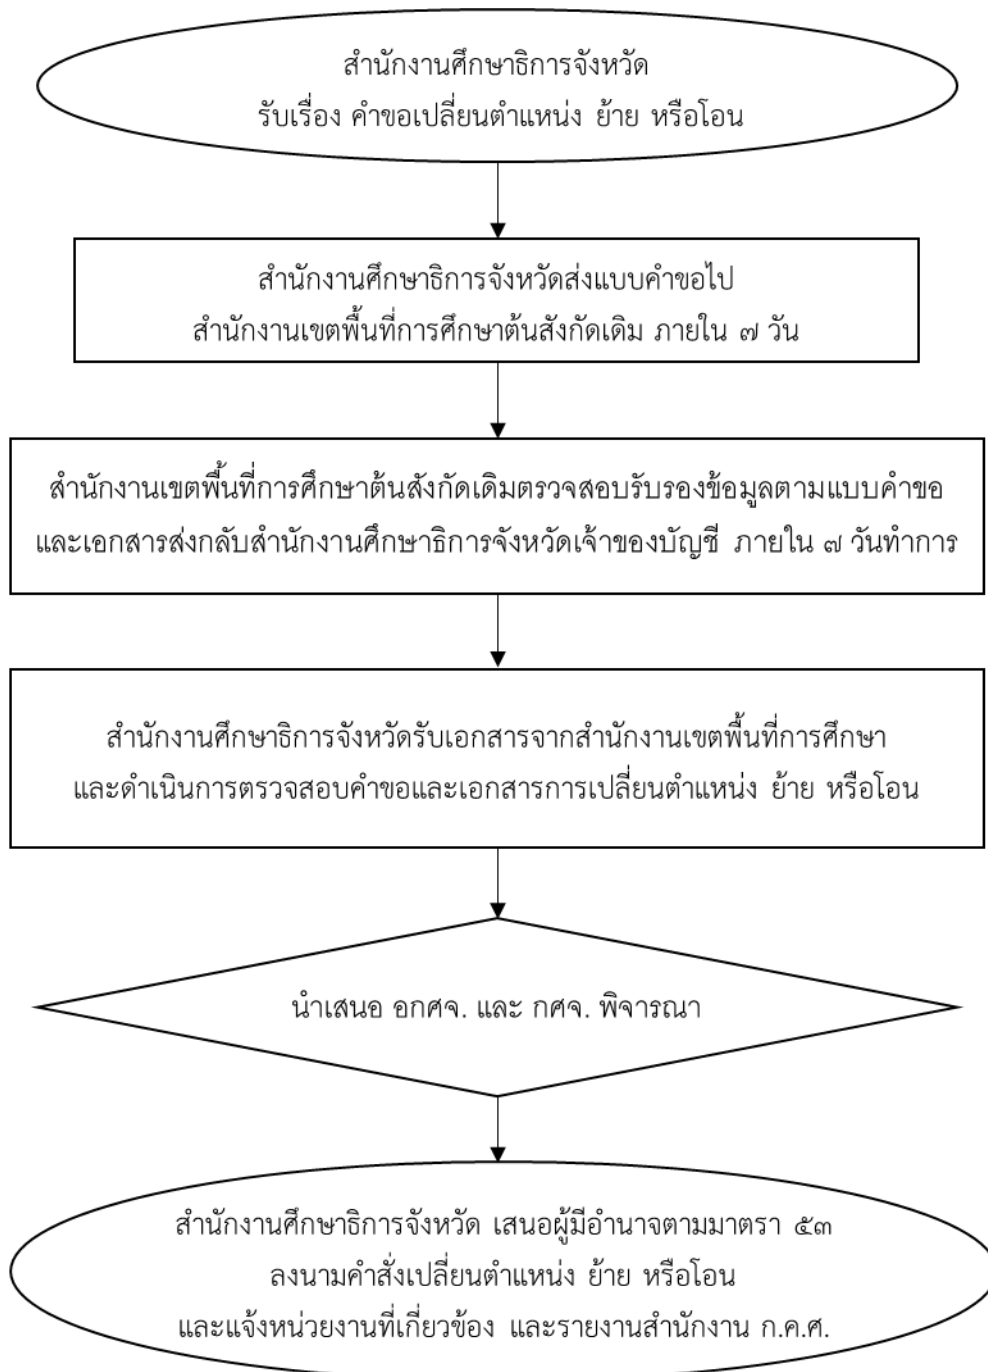 สำนักงานศึกษาธิการจังหวัด
รับเรื่อง คำขอเปลี่ยนตำแหน่ง ย้าย หรือโอน
สำนักงานศึกษาธิการจังหวัดส่งแบบคำขอไป
สำนักงานเขตพื้นที่การศึกษาต้นสังกัดเดิม ภายใน ๗ วัน
สำนักงานเขตพื้นที่การศึกษาต้นสังกัดเดิมตรวจสอบรับรองข้อมูลตามแบบคำขอ
และเอกสารส่งกลับสำนักงานศึกษาธิการจังหวัดเจ้าของบัญชี ภายใน ๗ วันทำการ
สำนักงานศึกษาธิการจังหวัดรับเอกสารจากสำนักงานเขตพื้นที่การศึกษา
และดำเนินการตรวจสอบคำขอและเอกสารการเปลี่ยนตำแหน่ง ย้าย หรือโอน
นำเสนอ อกศจ. และ กศจ. พิจารณา
สำนักงานศึกษาธิการจังหวัด เสนอผู้มีอำนาจตามมาตรา ๕๓
ลงนามคำสั่งเปลี่ยนตำแหน่ง ย้าย หรือโอน
และแจ้งหน่วยงานที่เกี่ยวข้อง และรายงานสำนักงาน ก.ค.ศ.